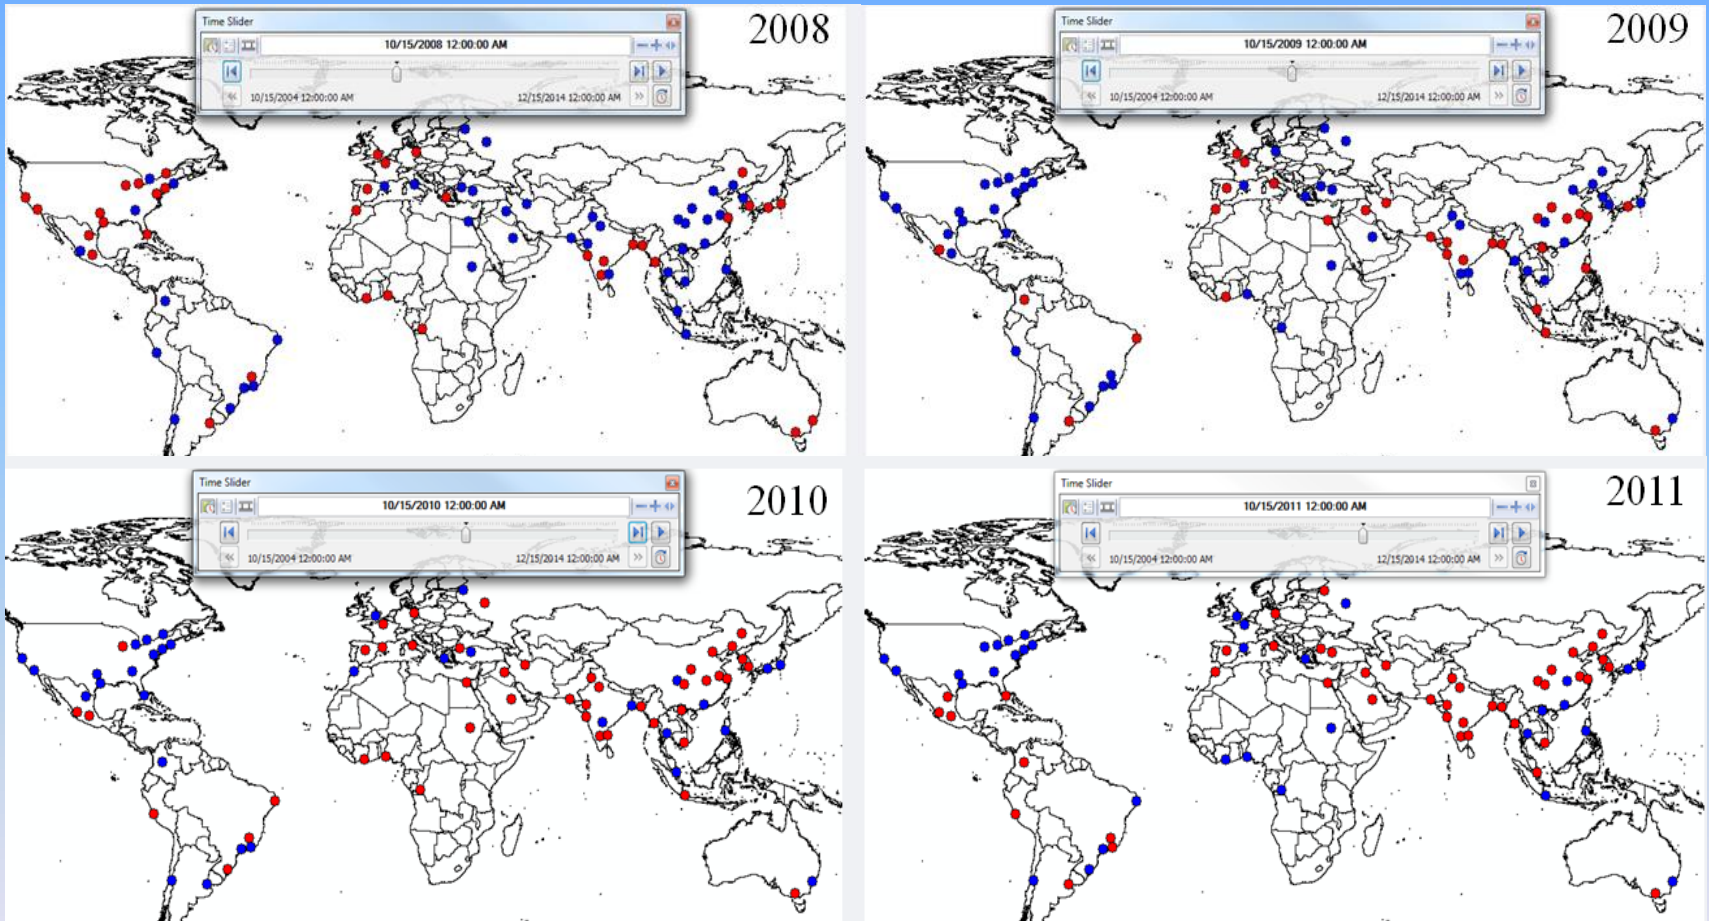 Time Slider
2008
10/15/2008 12:00:00 AM
10/15/2004 12:00:00 AM
12/15/2014 12:00:00 AM
Time Slider
2009
10/15/2009 12:00:00 AM
10/15/2004 12:00:00 AM
12/15/2014 12:00:00 AM
Time Slider
2010
10/15/2010 12:00:00 AM
10/15/2004 12:00:00 AM
12/15/2014 12:00:00 AM
Time Slider
2011
10/15/2011 12:00:00 AM
10/15/2004 12:00:00 AM
12/15/2014 12:00:00 AM